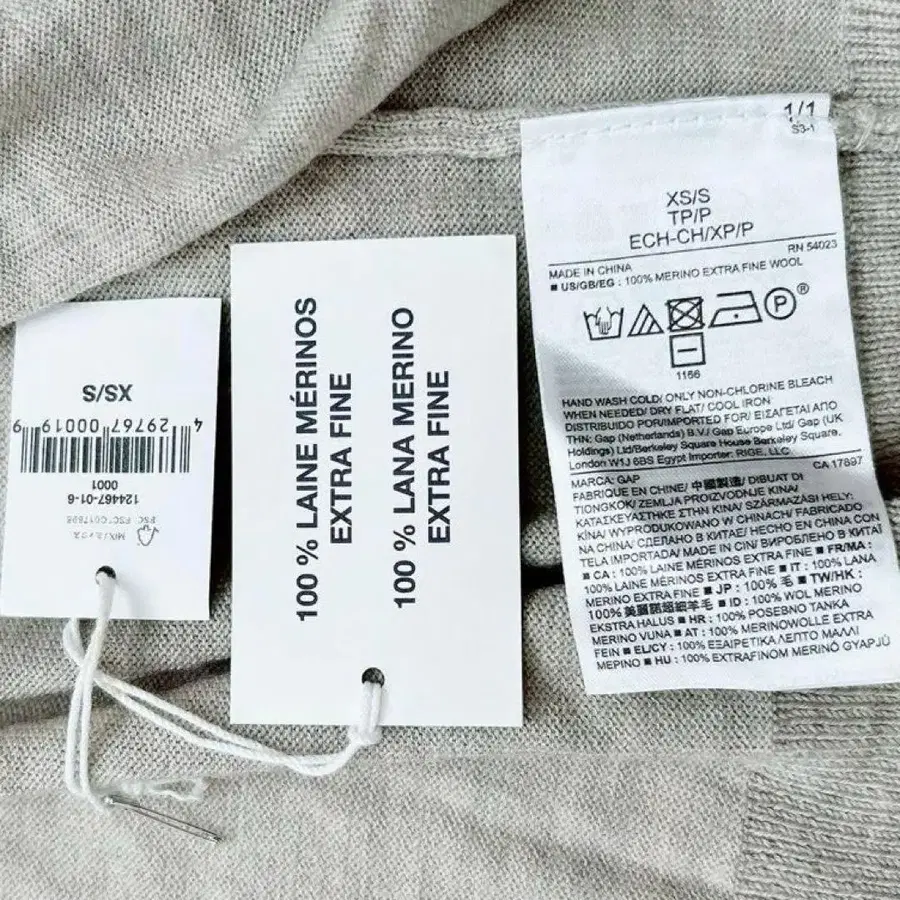 XS/S
4 29767 00019 9
124467-01-6
0001
100 % LAINE MÉRINOS
EXTRA FINE
100 % LANA MERINO
EXTRA FINE
1/1
S3-1
XS/S
TP/P
ECH-CH/XP/P
RN 54023
MADE IN CHINA
■ US/GB/EG : 100% MERINO EXTRA FINE WOOL
P ®
1166
HAND WASH COLD/ ONLY NON-CHLORINE BLEACH
WHEN NEEDED/ DRY FLAT/ COOL IRON
DISTRIBUTED POR/IMPORTED FOR/ ΕΙΣΑΓΕΤΑΙ ΑΠΟ
ΤΗΝ: Gap (Netherlands) B.V./ Gap Europe Ltd/ Gap (UK
Holdings) Ltd/Berkeley Square House Berkeley Square,
London W1J 6BS Egypt Importer: RIGE, LLC
CA 17897
MARCA: GAP
FABRIQUE EN CHINE/ 中國製造/ DIBUAT DI
TIONGKOK/ ZEMLJA PROIZVODNJE KINA/
ΚΑΤΑΣΚΕΥΑΣΤΗΚΕ ΣΤΗΝ ΚΙΝΑ/ SZÁRMAZÁSI HELY:
KÍNA/ WYPRODUKOWANO W CHINACH/ FABRICADO
NA CHINA/ СДЕЛАНО В КИТАЕ/ HECHO EN CHINA CON
TELA IMPORTADA/ MADE IN CIN/ ВИРОБЛЕНО В КИТАЇ
■ CA : 100% LAINE MÉRINOS EXTRA FINE ■ FR/MA :
100% LAINE MÉRINOS EXTRA FINE ■ IT : 100% LANA
MERINO EXTRA FINE ■ JP : 100% 毛 ■ TW/HK :
100% 美麗諾超細羊毛 ■ ID : 100% WOL MERINO
EKSTRA HALUS ■ HR : 100% POSEBNO TANKA
MERINO VUNA ■ AT : 100% MERINOWOLLE EXTRA
FEIN ■ EL/CY : 100% ΕΞΑΙΡΕΤΙΚΑ ΛΕΠΤΟ ΜΑΛΛΙ
ΜΕΡΙΝΟ ■ HU : 100% EXTRAFINOM MERINÓ GYAPJÚ